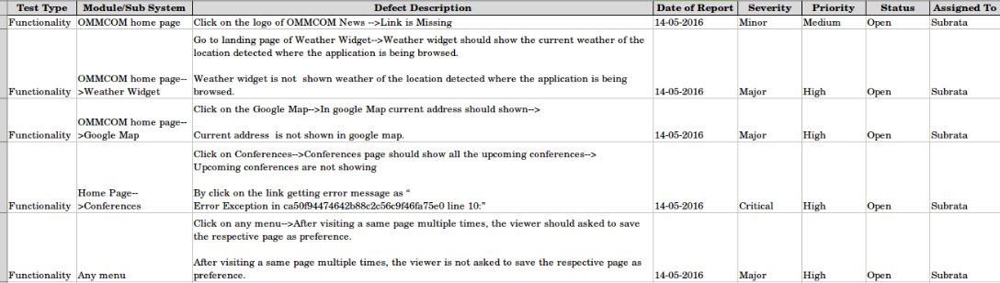 Test Type Module/Sub System Defect Description Date of Report Severity Priority Status Assigned To
Functionality OMMCOM home page Click on the logo of OMMCOM News -->Link is Missing 14-05-2016 Minor Medium Open Subrata
Go to landing page of Weather Widget-->Weather widget should show the current weather of the
location detected where the application is being browsed.
OMMCOM home page-- Weather widget is not shown weather of the location detected where the application is being
Functionality >Weather Widget browsed. 14-05-2016 Major High Open Subrata
Click on the Google Map-->In google Map current address should shown-->
OMMCOM home page--
Functionality >Google Map Current address is not shown in google map. 14-05-2016 Major High Open Subrata
Click on Conferences-->Conferences page should show all the upcoming conferences-->
Upcoming conferences are not showing
Home Page-- By click on the link getting error message as “
Functionality >Conferences Error Exception in ca50f94474642b88c2c56c9f46fa75e0 line 10:” 14-05-2016 Critical High Open Subrata
Click on any menu-->After visiting a same page multiple times, the viewer should asked to save
the respective page as preference.
After visiting a same page multiple times, the viewer is not asked to save the respective page as
Functionality Any menu preference. 14-05-2016 Major High Open Subrata